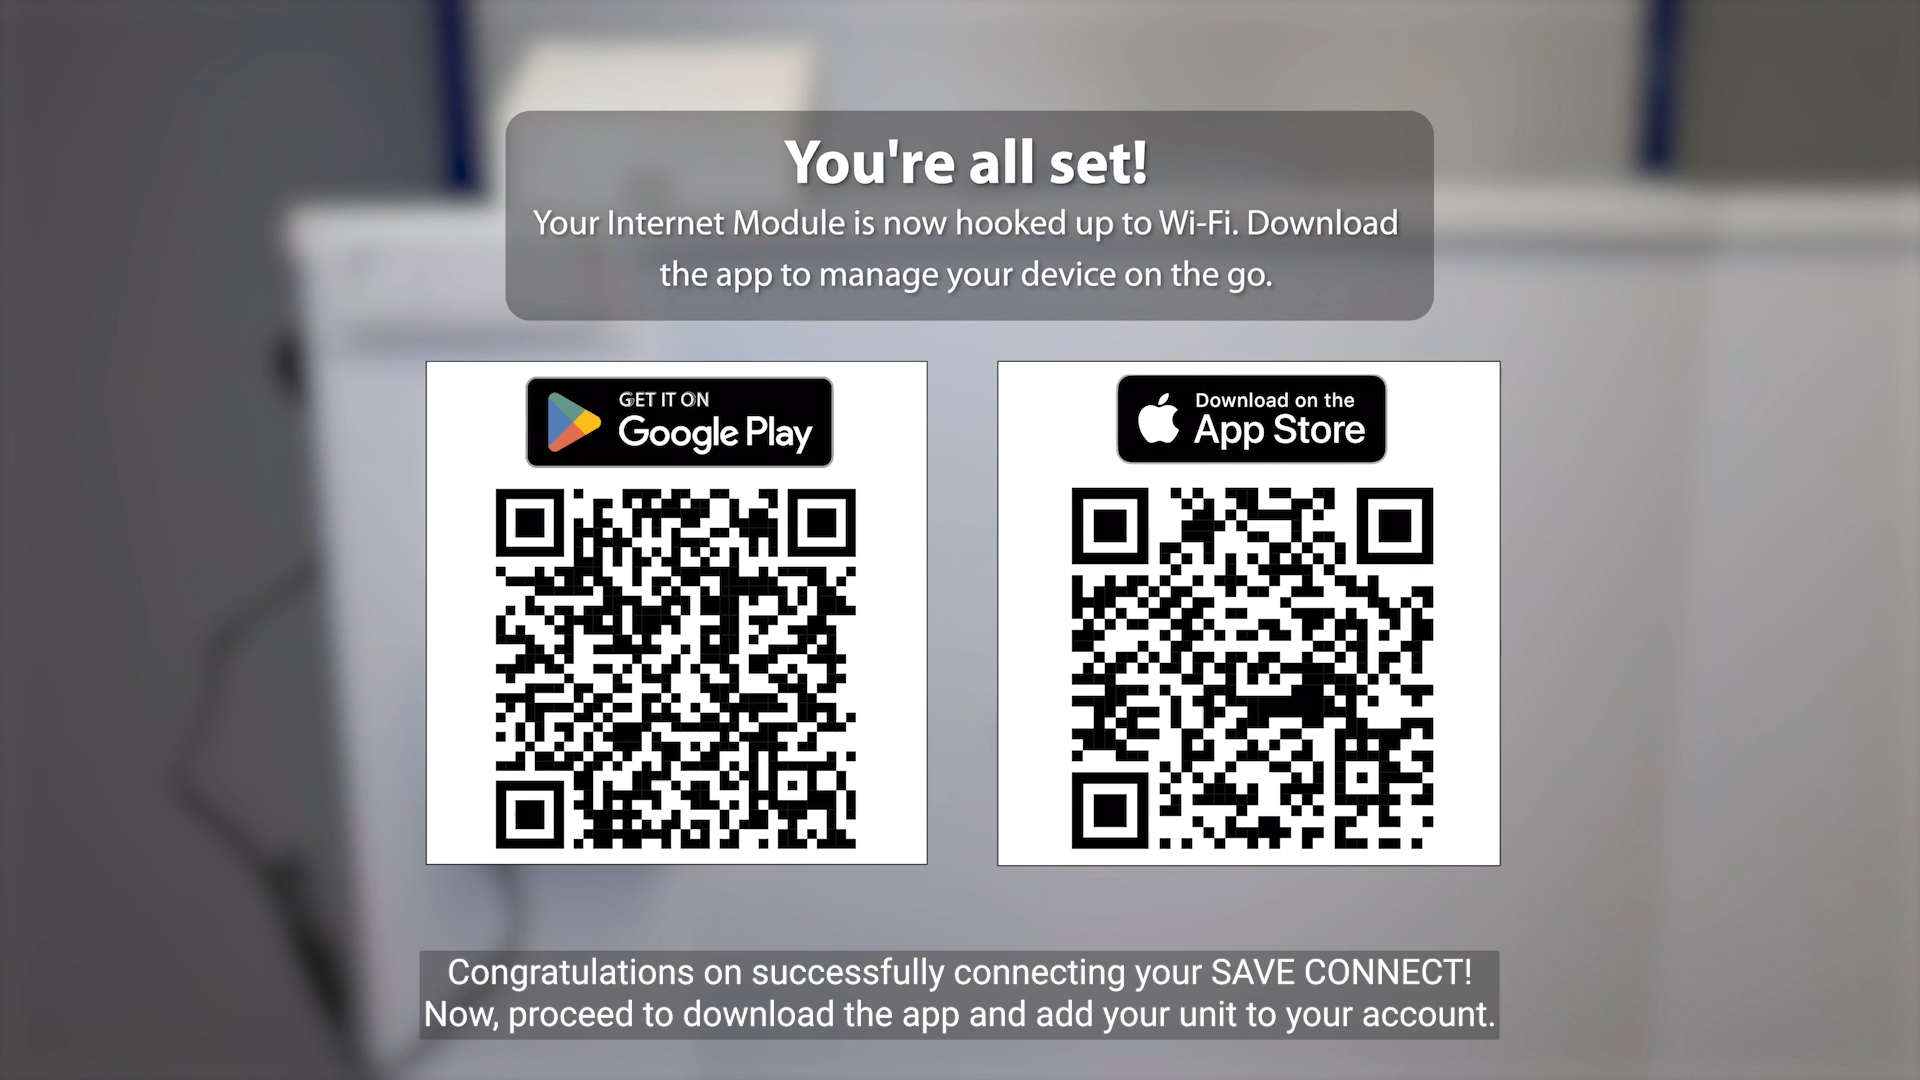 You're all set!
Your Internet Module is now hooked up to Wi-Fi. Download
the app to manage your device on the go.
GET IT ON
Google Play
Download on the
App Store
Congratulations on successfully connecting your SAVE CONNECT!
Now, proceed to download the app and add your unit to your account.